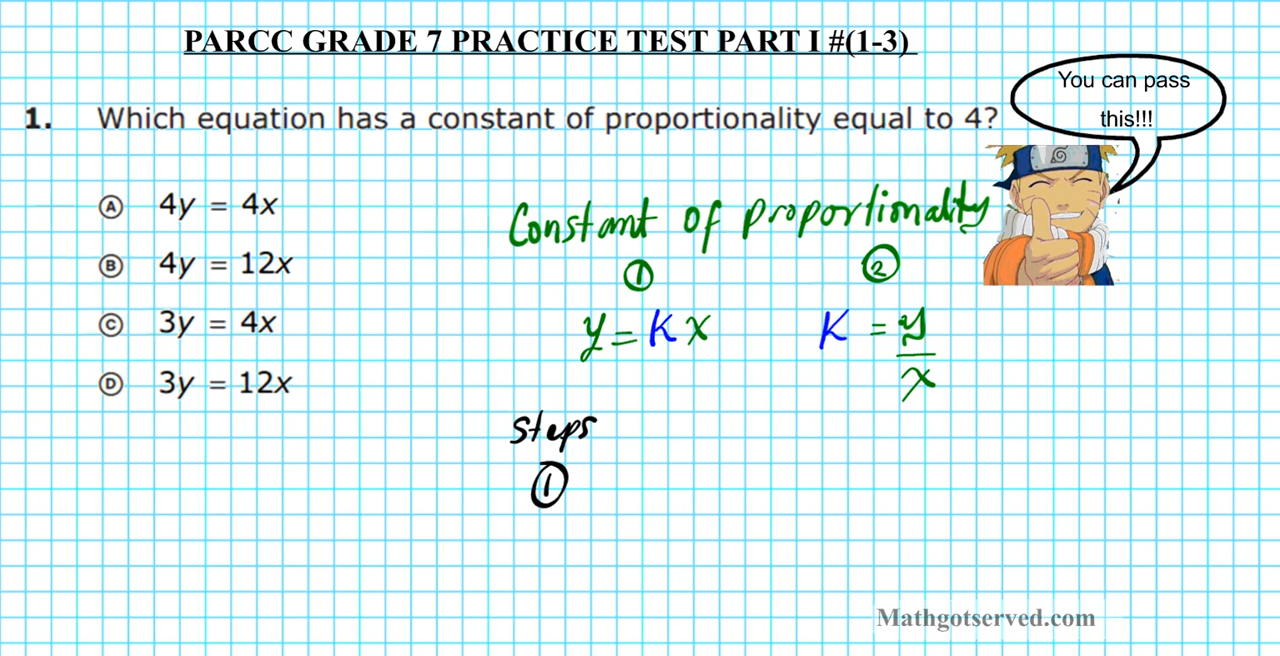 PARCC GRADE 7 PRACTICE TEST PART I #(1-3)
You can pass
this!!!
1. Which equation has a constant of proportionality equal to 4?
A 4y = 4x
B 4y = 12x
C 3y = 4x
D 3y = 12x
Constant of proportionality
1 2
y = K x K = y/x
steps
1
Mathgotserved.com